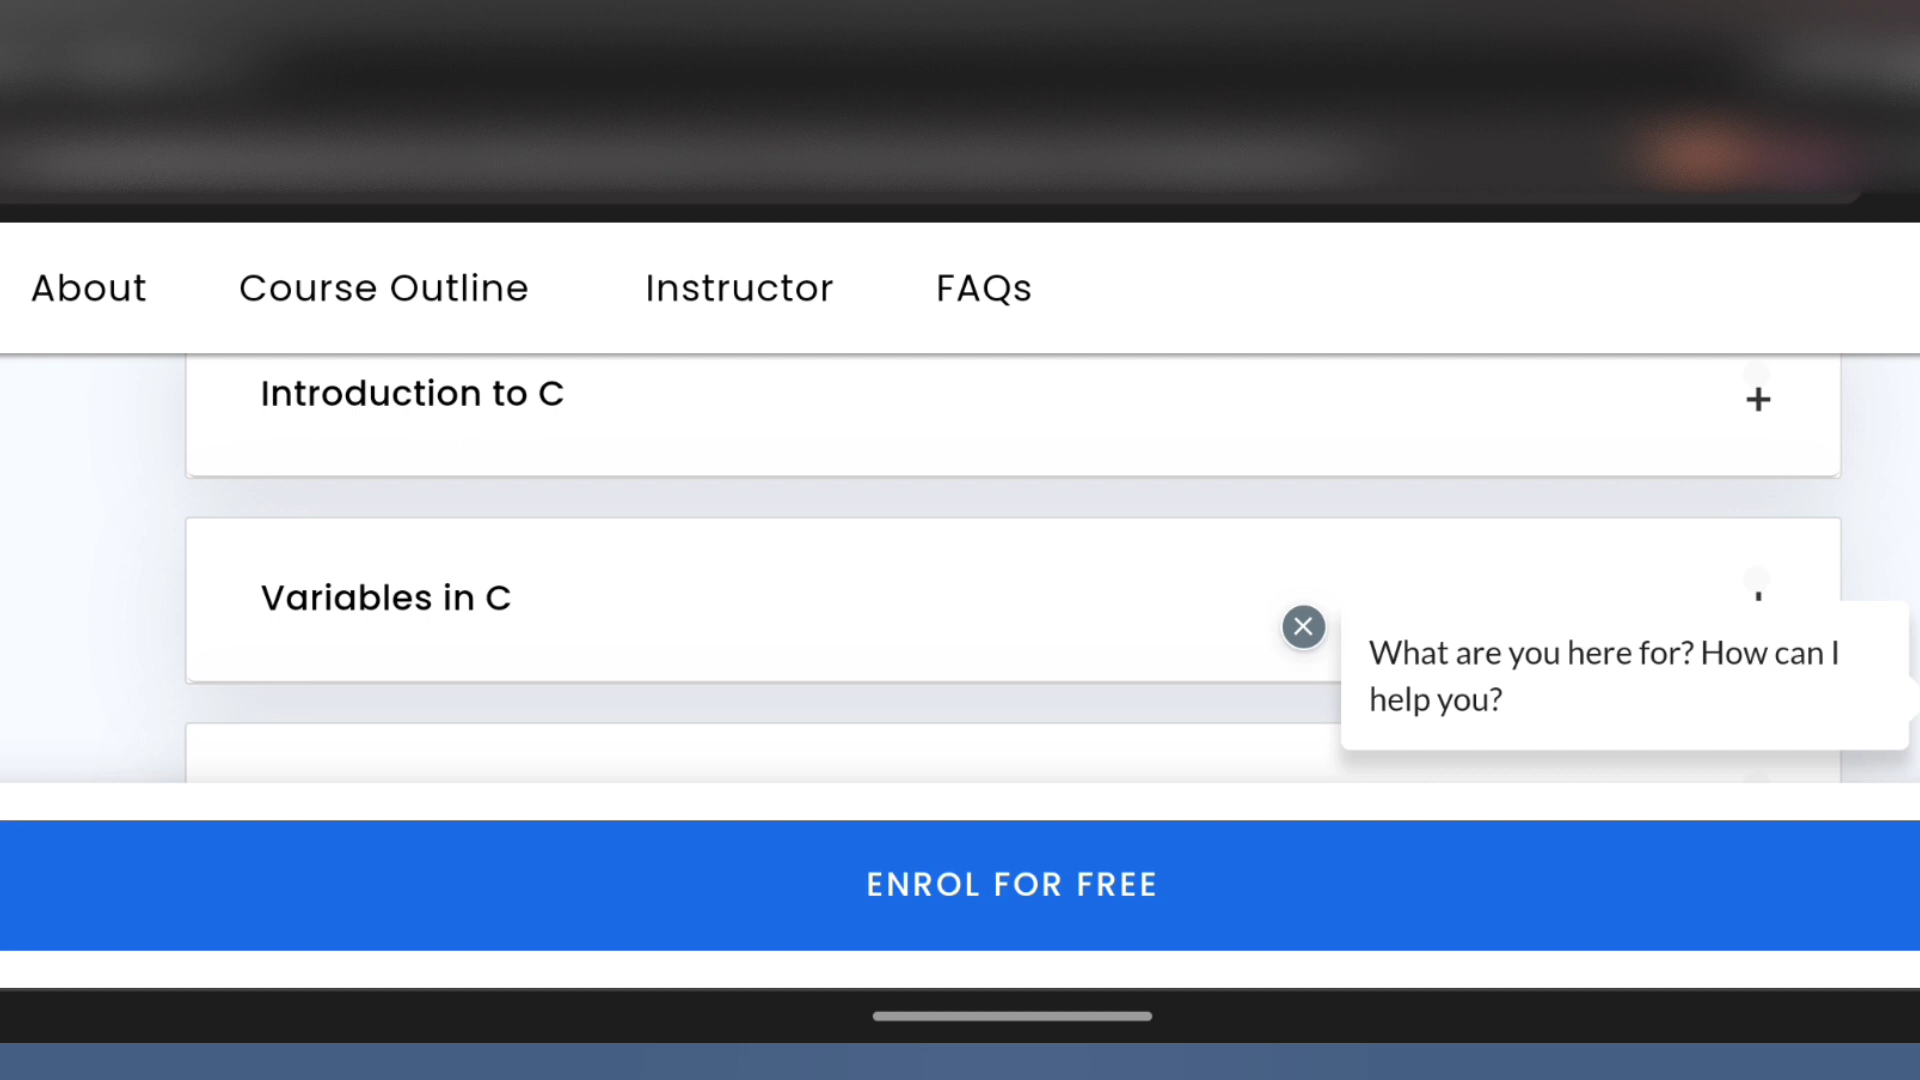 About Course Outline Instructor FAQs
Introduction to C
Variables in C
What are you here for? How can I
help you?
ENROL FOR FREE